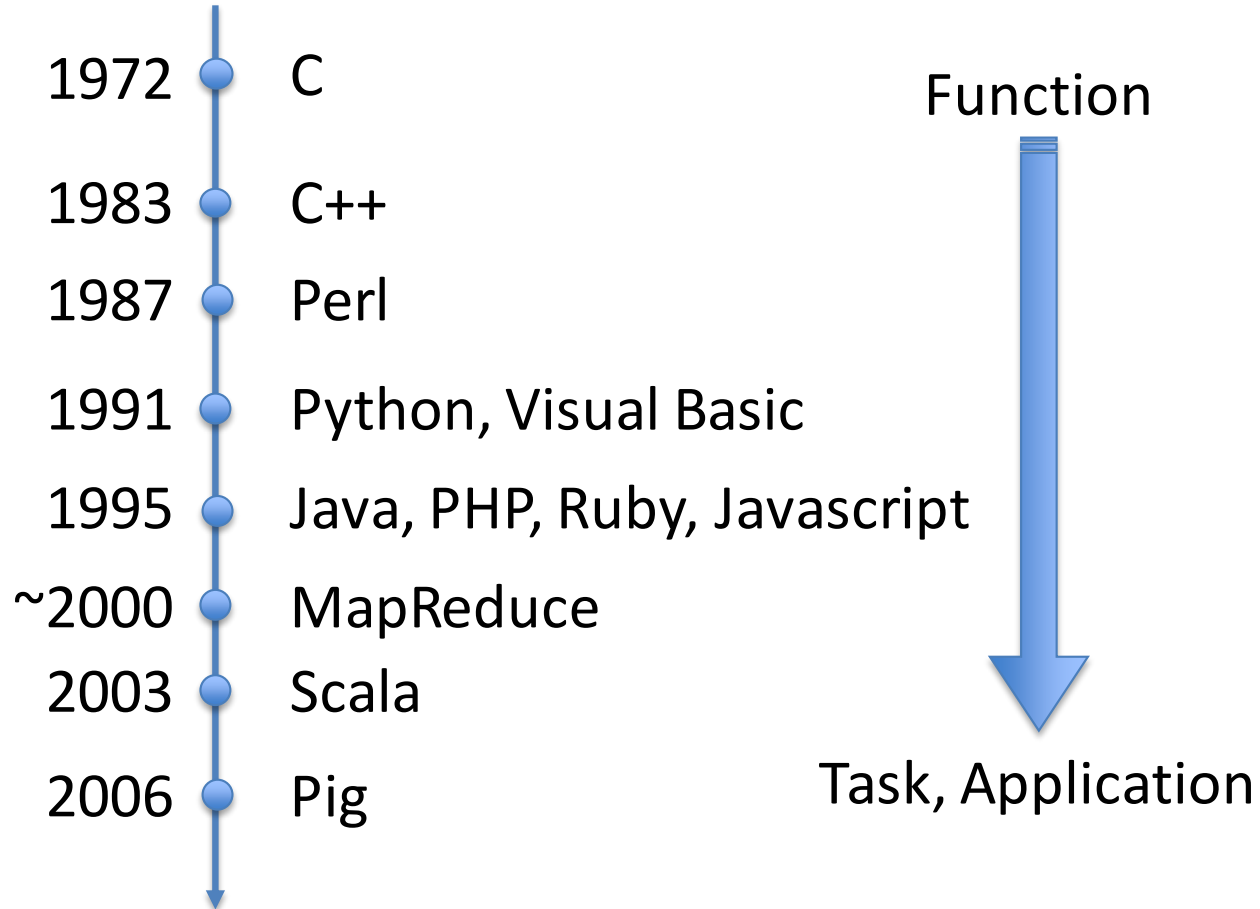 1972 C
Function
1983 C++
1987 Perl
1991 Python, Visual Basic
1995 Java, PHP, Ruby, Javascript
~2000 MapReduce
2003 Scala
2006 Pig
Task, Application